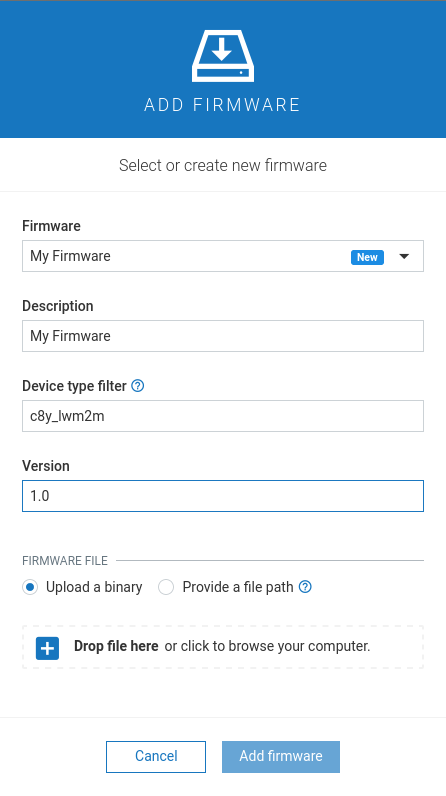 ADD FIRMWARE
Select or create new firmware
Firmware
My Firmware New
Description
My Firmware
Device type filter
c8y_lwm2m
Version
1.0
FIRMWARE FILE
Upload a binary Provide a file path
Drop file here or click to browse your computer.
Cancel Add firmware